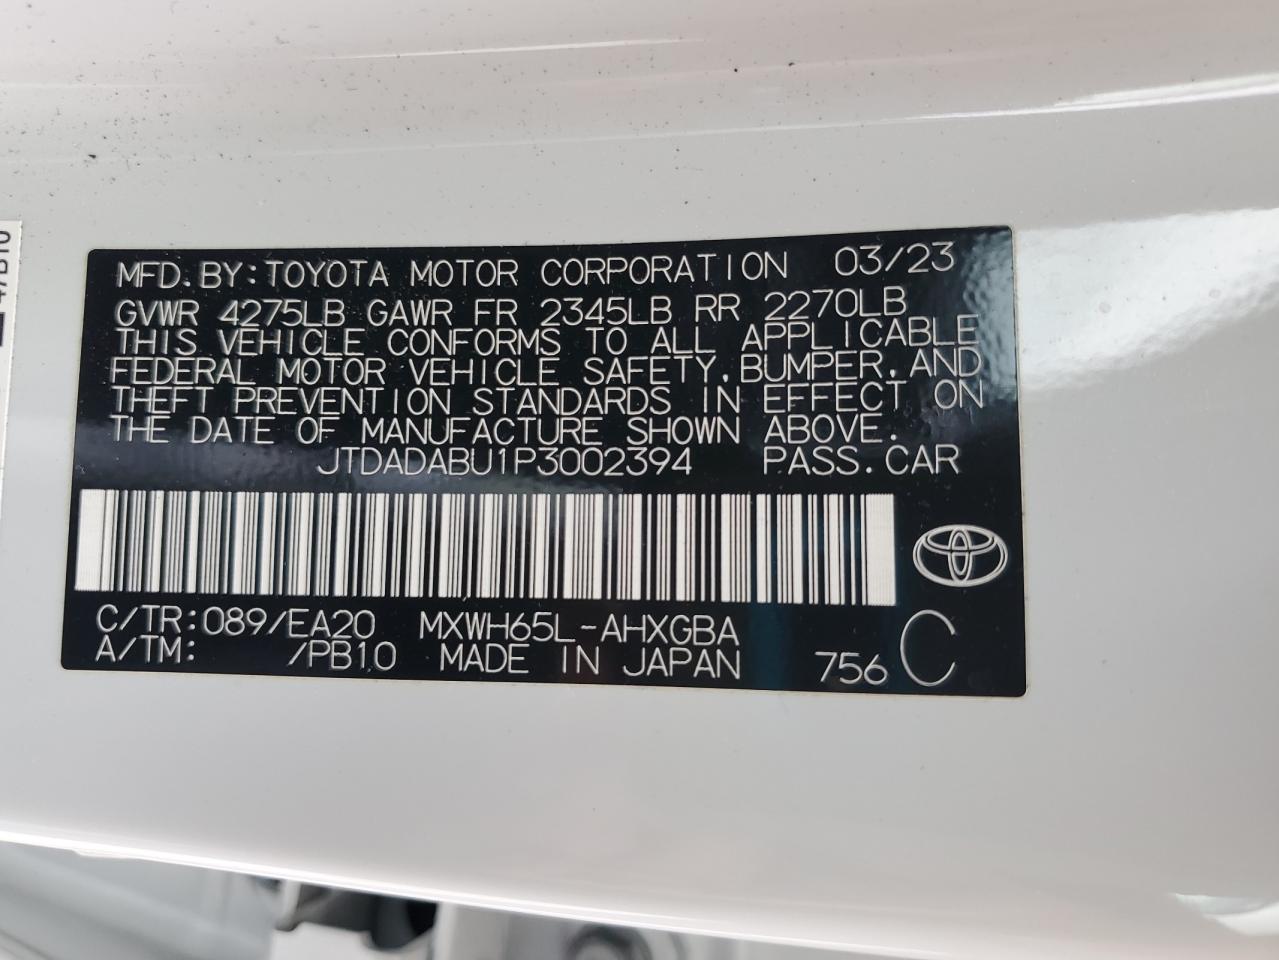 MFD.BY:TOYOTA MOTOR CORPORATION 03/23
GVWR 4275LB GAWR FR 2345LB RR 2270LB
THIS VEHICLE CONFORMS TO ALL APPLICABLE
FEDERAL MOTOR VEHICLE SAFETY,BUMPER,AND
THEFT PREVENTION STANDARDS IN EFFECT ON
THE DATE OF MANUFACTURE SHOWN ABOVE.
JTDADABU1P3002394 PASS.CAR
C/TR:089/EA20 MXWH65L-AHXGBA C
A/TM: /PB10 MADE IN JAPAN 756